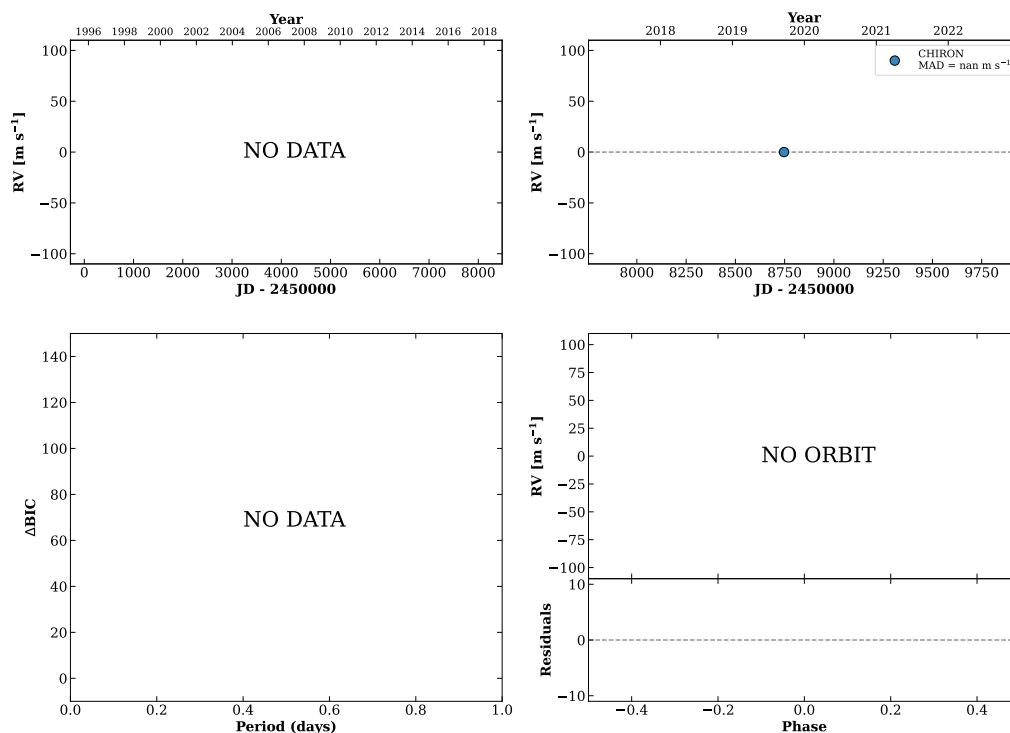 Year
1996 1998 2000 2002 2004 2006 2008 2010 2012 2014 2016 2018
100
50
0
−50
−100
RV [m s⁻¹]
NO DATA
0 1000 2000 3000 4000 5000 6000 7000 8000
JD - 2450000
Year
2018 2019 2020 2021 2022
CHIRON
MAD = nan m s⁻¹
100
50
0
−50
−100
RV [m s⁻¹]
8000 8250 8500 8750 9000 9250 9500 9750
JD - 2450000
140
120
100
80
60
40
20
0
ΔBIC
NO DATA
0.0 0.2 0.4 0.6 0.8 1.0
Period (days)
100
75
50
25
0
−25
−50
−75
−100
RV [m s⁻¹]
NO ORBIT
10
0
−10
Residuals
−0.4 −0.2 0.0 0.2 0.4
Phase